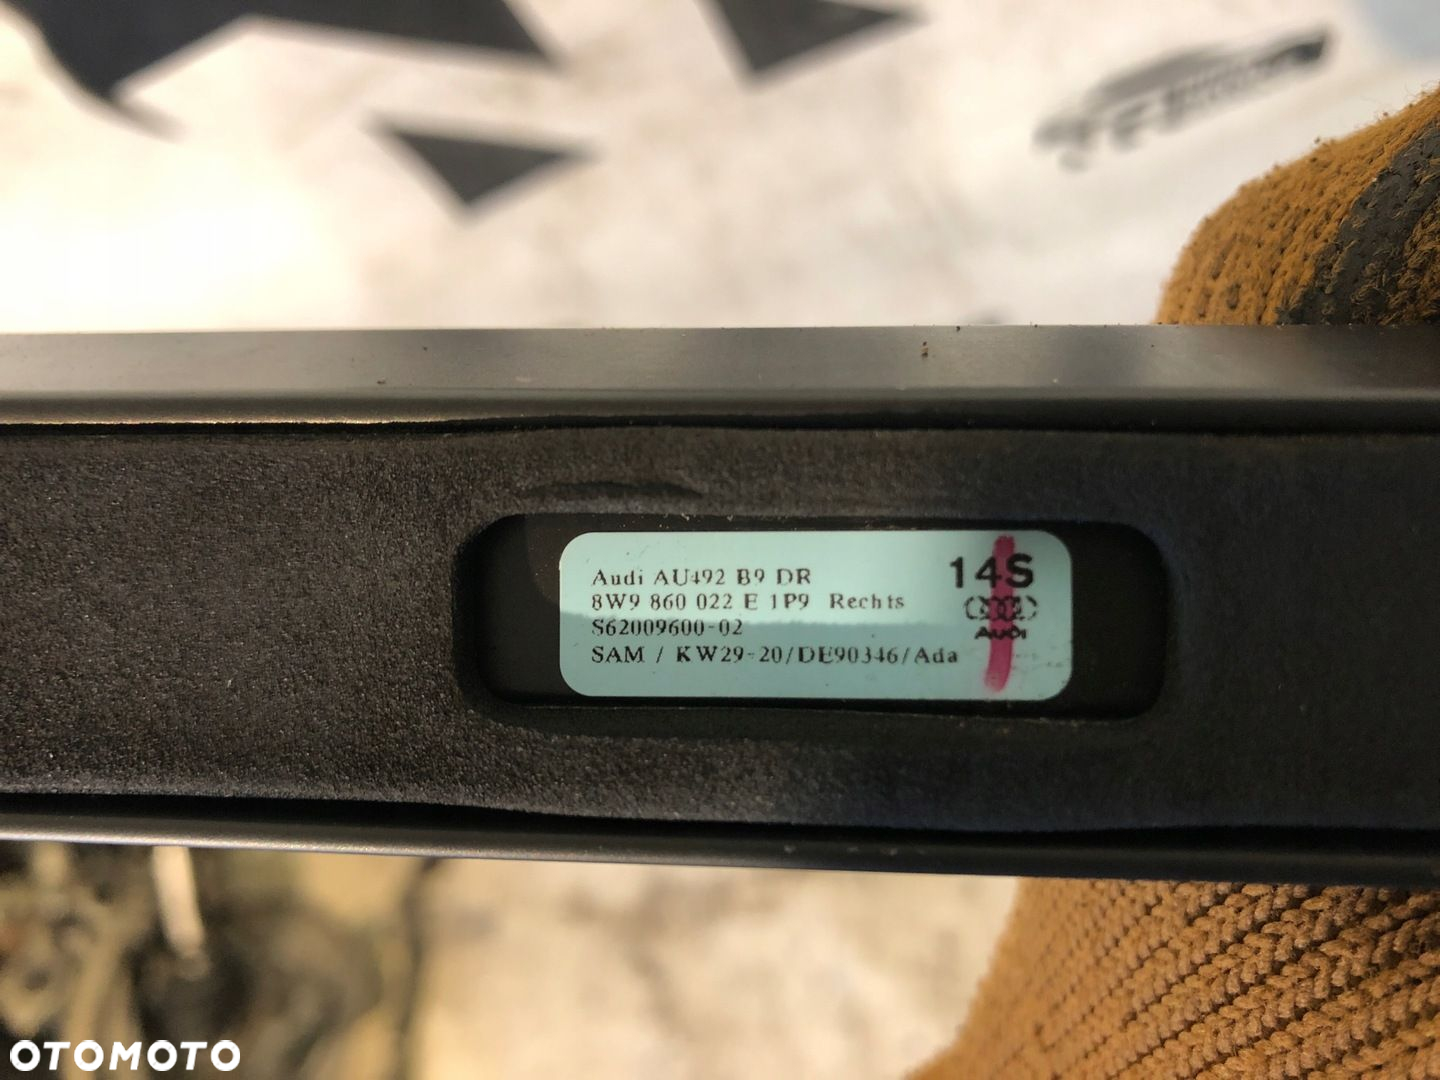 Audi AU492 B9 DR
8W9 860 022 E 1P9 Rechts
S62009600-02
SAM / KW29-20/DE90346/Ada
14S
Audi
OTOMOTO